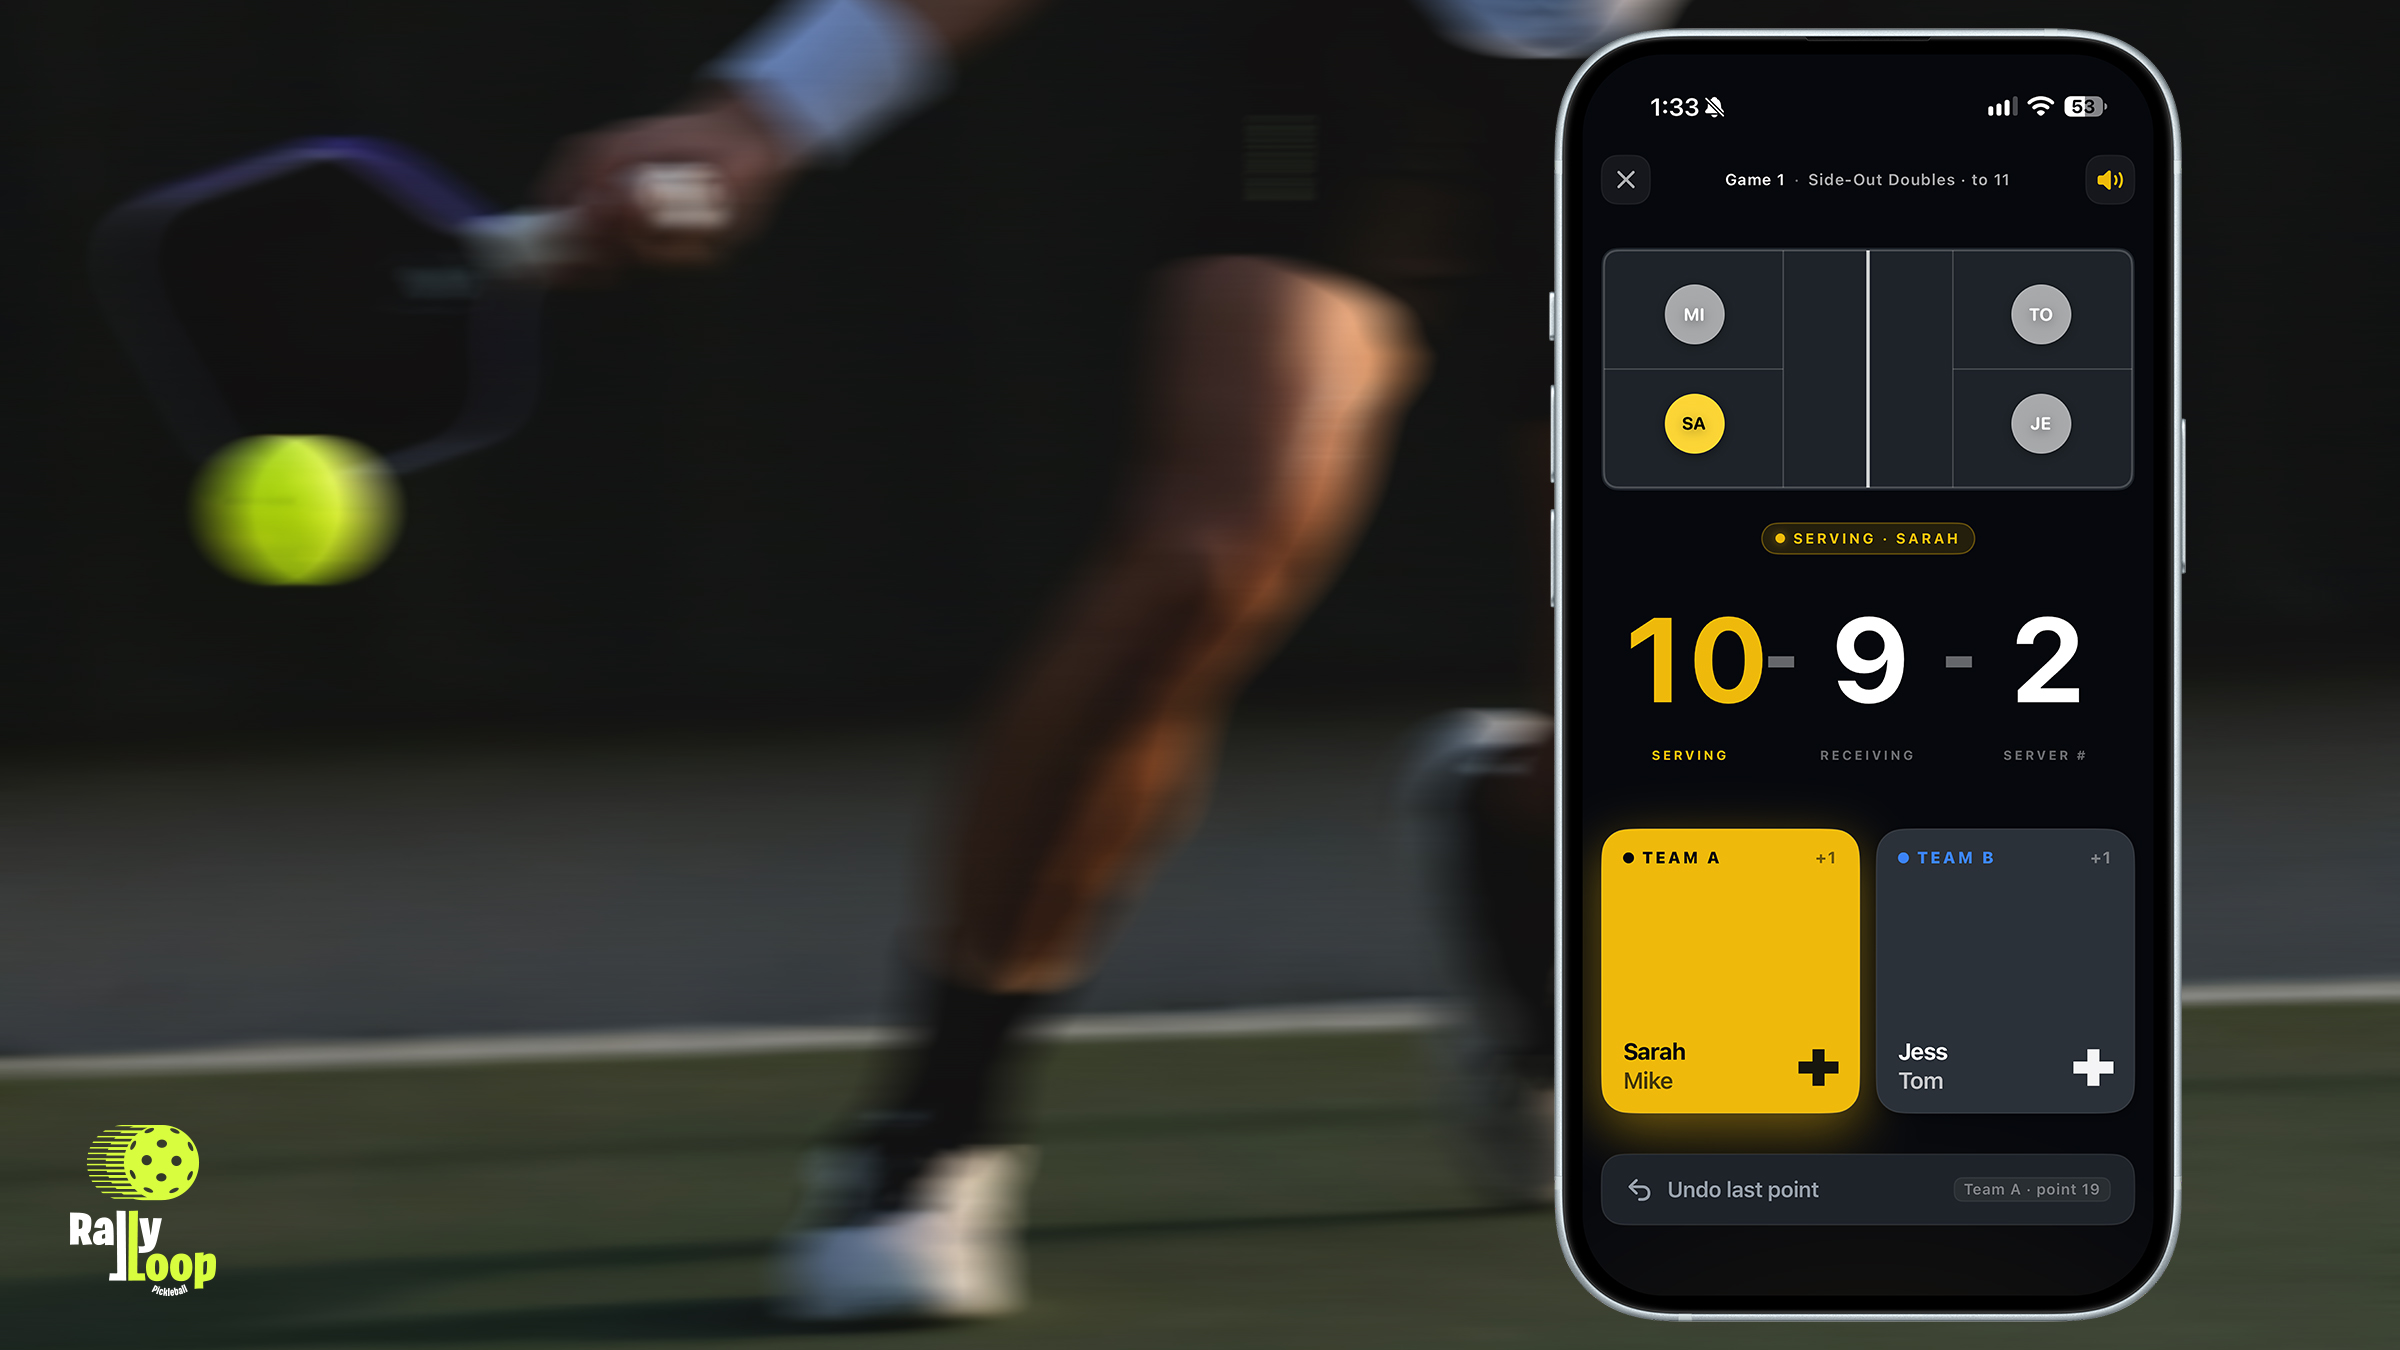 1:33
53
Game 1 · Side-Out Doubles · to 11
MI
TO
SA
JE
SERVING · SARAH
10 - 9 - 2
SERVING
RECEIVING
SERVER #
TEAM A +1
Sarah
Mike
TEAM B +1
Jess
Tom
Undo last point
Team A · point 19
Rally
Loop
Pickleball